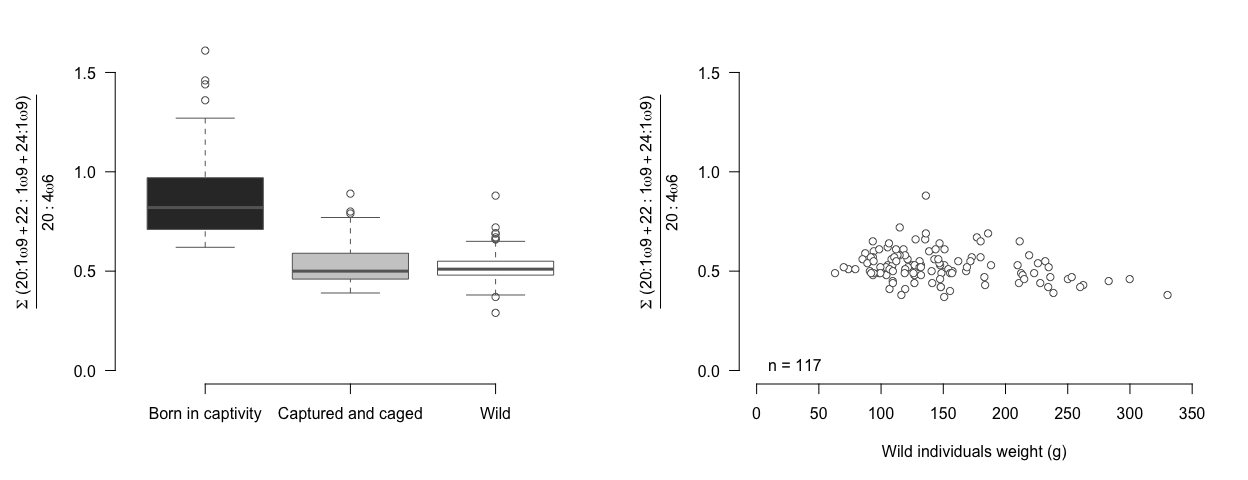 Σ (20:1ω9 + 22 : 1ω9 + 24:1ω9)
20 : 4ω6
1.5
1.0
0.5
0.0
Born in captivity Captured and caged Wild
Σ (20:1ω9 + 22 : 1ω9 + 24:1ω9)
20 : 4ω6
1.5
1.0
0.5
0.0
n = 117
0 50 100 150 200 250 300 350
Wild individuals weight (g)